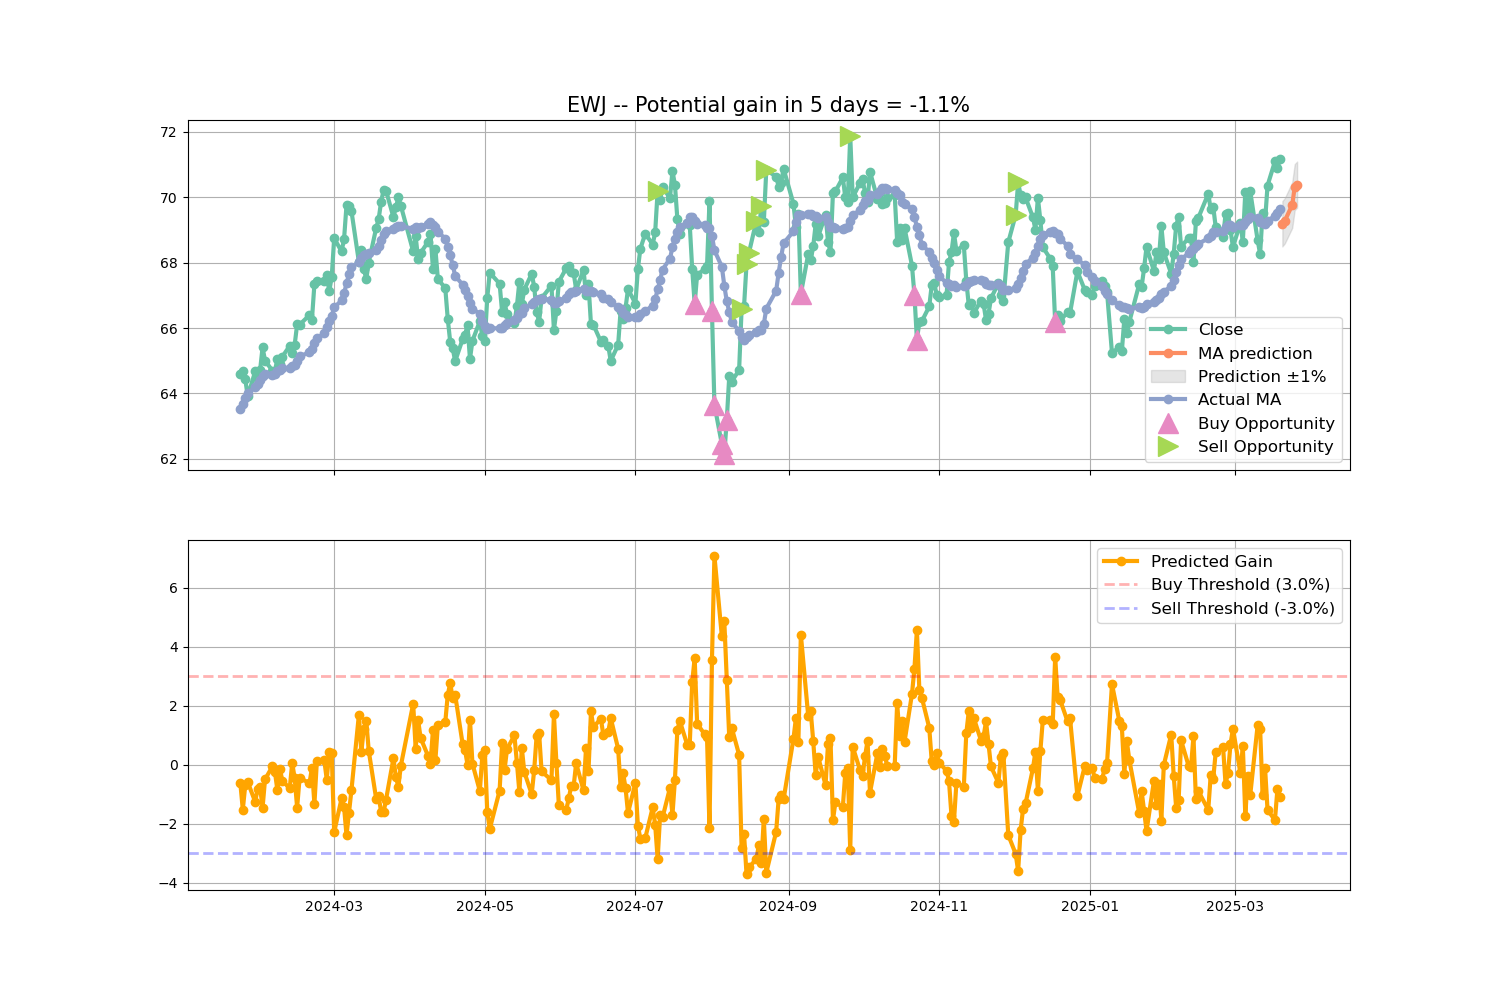 EWJ -- Potential gain in 5 days = -1.1%
72
70
68
66
64
62
Close
MA prediction
Prediction ±1%
Actual MA
Buy Opportunity
Sell Opportunity
6
4
2
0
−2
−4
Predicted Gain
Buy Threshold (3.0%)
Sell Threshold (-3.0%)
2024-03
2024-05
2024-07
2024-09
2024-11
2025-01
2025-03